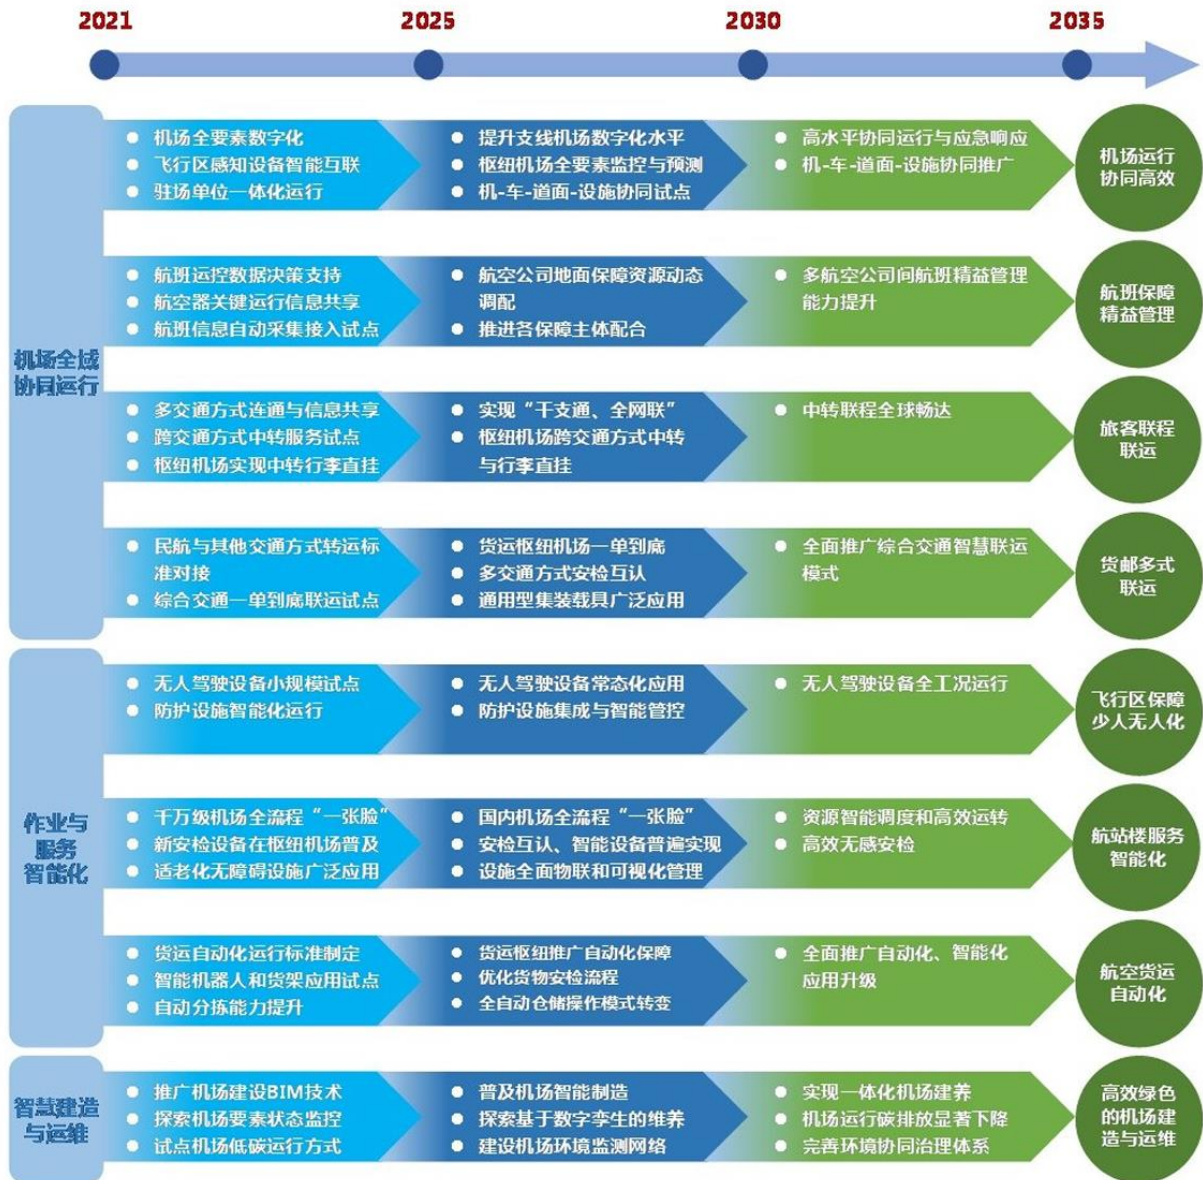 2021
2025
2030
2035
机场全域
协同运行
机场全要素数字化
飞行区感知设备智能互联
驻场单位一体化运行
提升支线机场数字化水平
枢纽机场全要素监控与预测
机-车-道面-设施协同试点
高水平协同运行与应急响应
机-车-道面-设施协同推广
机场运行
协同高效
航班运控数据决策支持
航空器关键运行信息共享
航班信息自动采集接入试点
航空公司地面保障资源动态
调配
推进各保障主体配合
多航空公司间航班精益管理
能力提升
航班保障
精益管理
多交通方式连通与信息共享
跨交通方式中转服务试点
枢纽机场实现中转行李直挂
实现“干支通、全网联”
枢纽机场跨交通方式中转
与行李直挂
中转联程全球畅达
旅客联程
联运
民航与其他交通方式转运标
准对接
综合交通一单到底联运试点
货运枢纽机场一单到底
多交通方式安检互认
通用型集装载具广泛应用
全面推广综合交通智慧联运
模式
货邮多式
联运
作业与
服务
智能化
无人驾驶设备小规模试点
防护设施智能化运行
无人驾驶设备常态化应用
防护设施集成与智能管控
无人驾驶设备全工况运行
飞行区保障
少人无人化
千万级机场全流程“一张脸”
新安检设备在枢纽机场普及
适老化无障碍设施广泛应用
国内机场全流程“一张脸”
安检互认、智能设备普遍实现
设施全面物联和可视化管理
资源智能调度和高效运转
高效无感安检
航站楼服务
智能化
货运自动化运行标准制定
智能机器人和货架应用试点
自动分拣能力提升
货运枢纽推广自动化保障
优化货物安检流程
全自动仓储操作模式转变
全面推广自动化、智能化
应用升级
航空货运
自动化
智慧建造
与运维
推广机场建设BIM技术
探索机场要素状态监控
试点机场低碳运行方式
普及机场智能制造
探索基于数字孪生的维养
建设机场环境监测网络
实现一体化机场建养
机场运行碳排放显著下降
完善环境协同治理体系
高效绿色
的机场建
造与运维